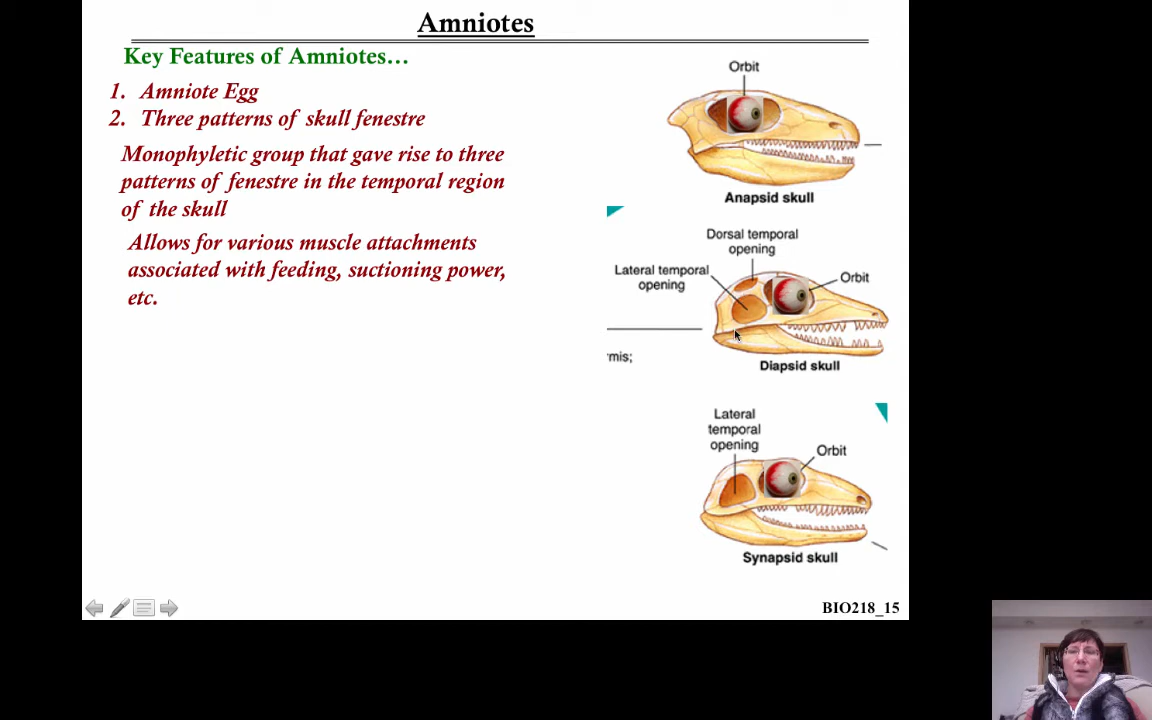 Amniotes
Key Features of Amniotes…
1. Amniote Egg
2. Three patterns of skull fenestre
Monophyletic group that gave rise to three
patterns of fenestre in the temporal region
of the skull
Allows for various muscle attachments
associated with feeding, suctioning power,
etc.
Orbit
Anapsid skull
Dorsal temporal
opening
Lateral temporal
opening
Orbit
mis;
Diapsid skull
Lateral
temporal
opening
Orbit
Synapsid skull
BIO218_15